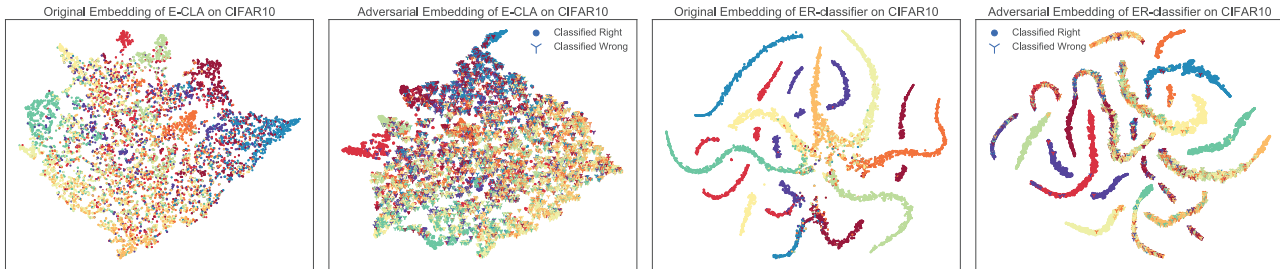 Original Embedding of E-CLA on CIFAR10
Adversarial Embedding of E-CLA on CIFAR10
Classified Right
Classified Wrong
Original Embedding of ER-classifier on CIFAR10
Adversarial Embedding of ER-classifier on CIFAR10
Classified Right
Classified Wrong